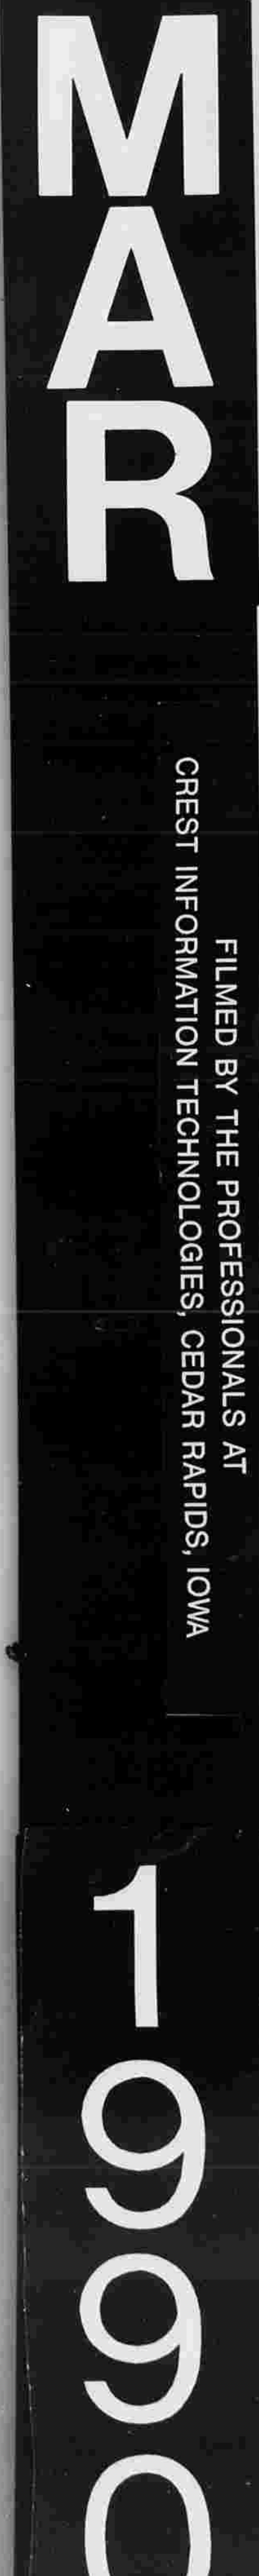 MAR
FILMED BY THE PROFESSIONALS AT
CREST INFORMATION TECHNOLOGIES, CEDAR RAPIDS, IOWA
1990